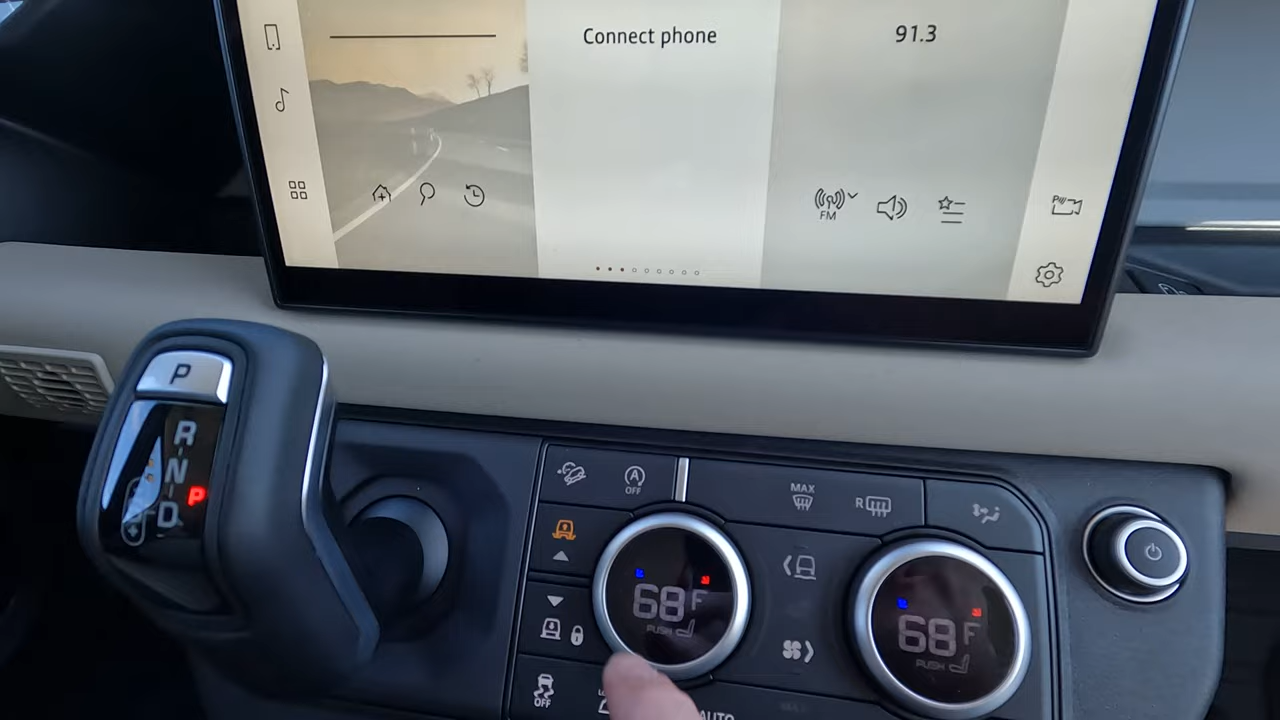 Connect phone
91.3
FM
P
R
N
P
D
A
OFF
MAX
R
68 F
PUSH
68 F
PUSH
OFF
AUTO